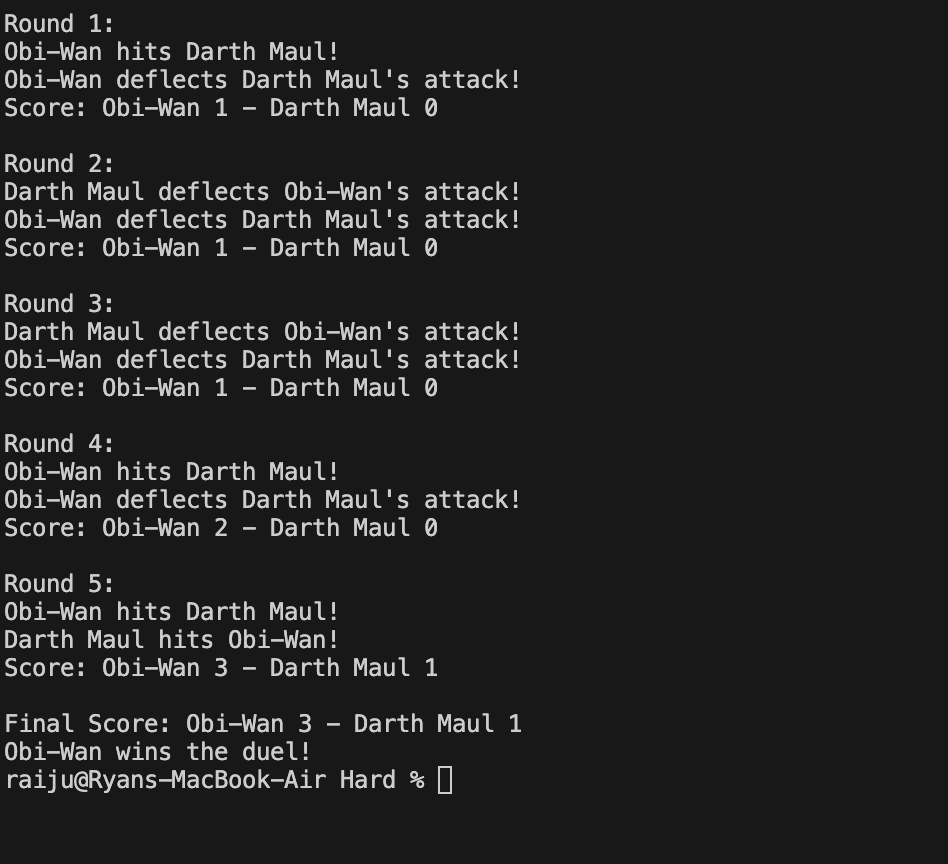 Round 1:
Obi-Wan hits Darth Maul!
Obi-Wan deflects Darth Maul's attack!
Score: Obi-Wan 1 - Darth Maul 0
Round 2:
Darth Maul deflects Obi-Wan's attack!
Obi-Wan deflects Darth Maul's attack!
Score: Obi-Wan 1 - Darth Maul 0
Round 3:
Darth Maul deflects Obi-Wan's attack!
Obi-Wan deflects Darth Maul's attack!
Score: Obi-Wan 1 - Darth Maul 0
Round 4:
Obi-Wan hits Darth Maul!
Obi-Wan deflects Darth Maul's attack!
Score: Obi-Wan 2 - Darth Maul 0
Round 5:
Obi-Wan hits Darth Maul!
Darth Maul hits Obi-Wan!
Score: Obi-Wan 3 - Darth Maul 1
Final Score: Obi-Wan 3 - Darth Maul 1
Obi-Wan wins the duel!
raiju@Ryans-MacBook-Air Hard %